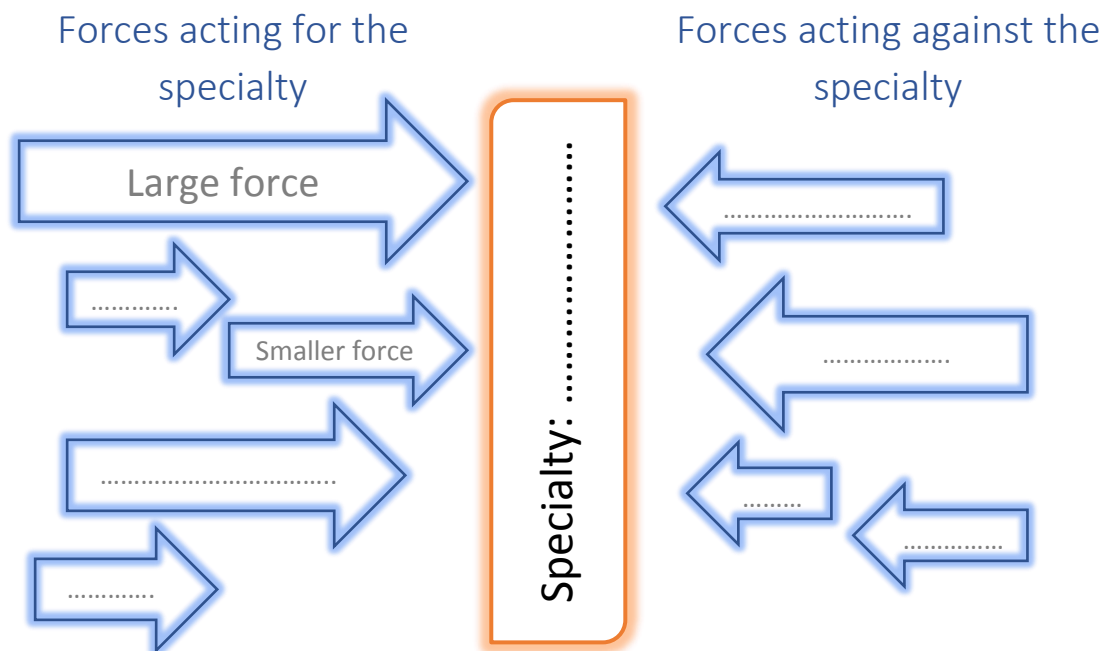 Forces acting for the
specialty
Forces acting against the
specialty
Large force
……………………….
………….
Smaller force
……………….
……………………………..
………
……………
………….
Specialty: ………………………